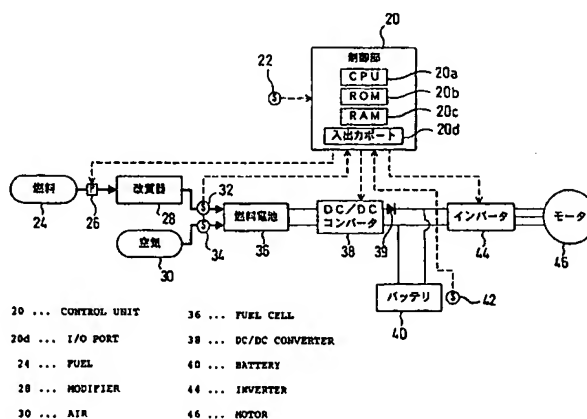 20
制御部
22
S
CPU
20a
ROM
20b
RAM
20c
入出力ポート
20d
燃料
P
改質器
S
32
燃料電池
DC/DC
コンバータ
インバータ
モータ
24
26
28
空気
S
34
36
38
39
44
46
30
バッテリ
S
42
40
20 ... CONTROL UNIT
20d ... I/O PORT
24 ... FUEL
28 ... MODIFIER
30 ... AIR
36 ... FUEL CELL
38 ... DC/DC CONVERTER
40 ... BATTERY
44 ... INVERTER
46 ... MOTOR